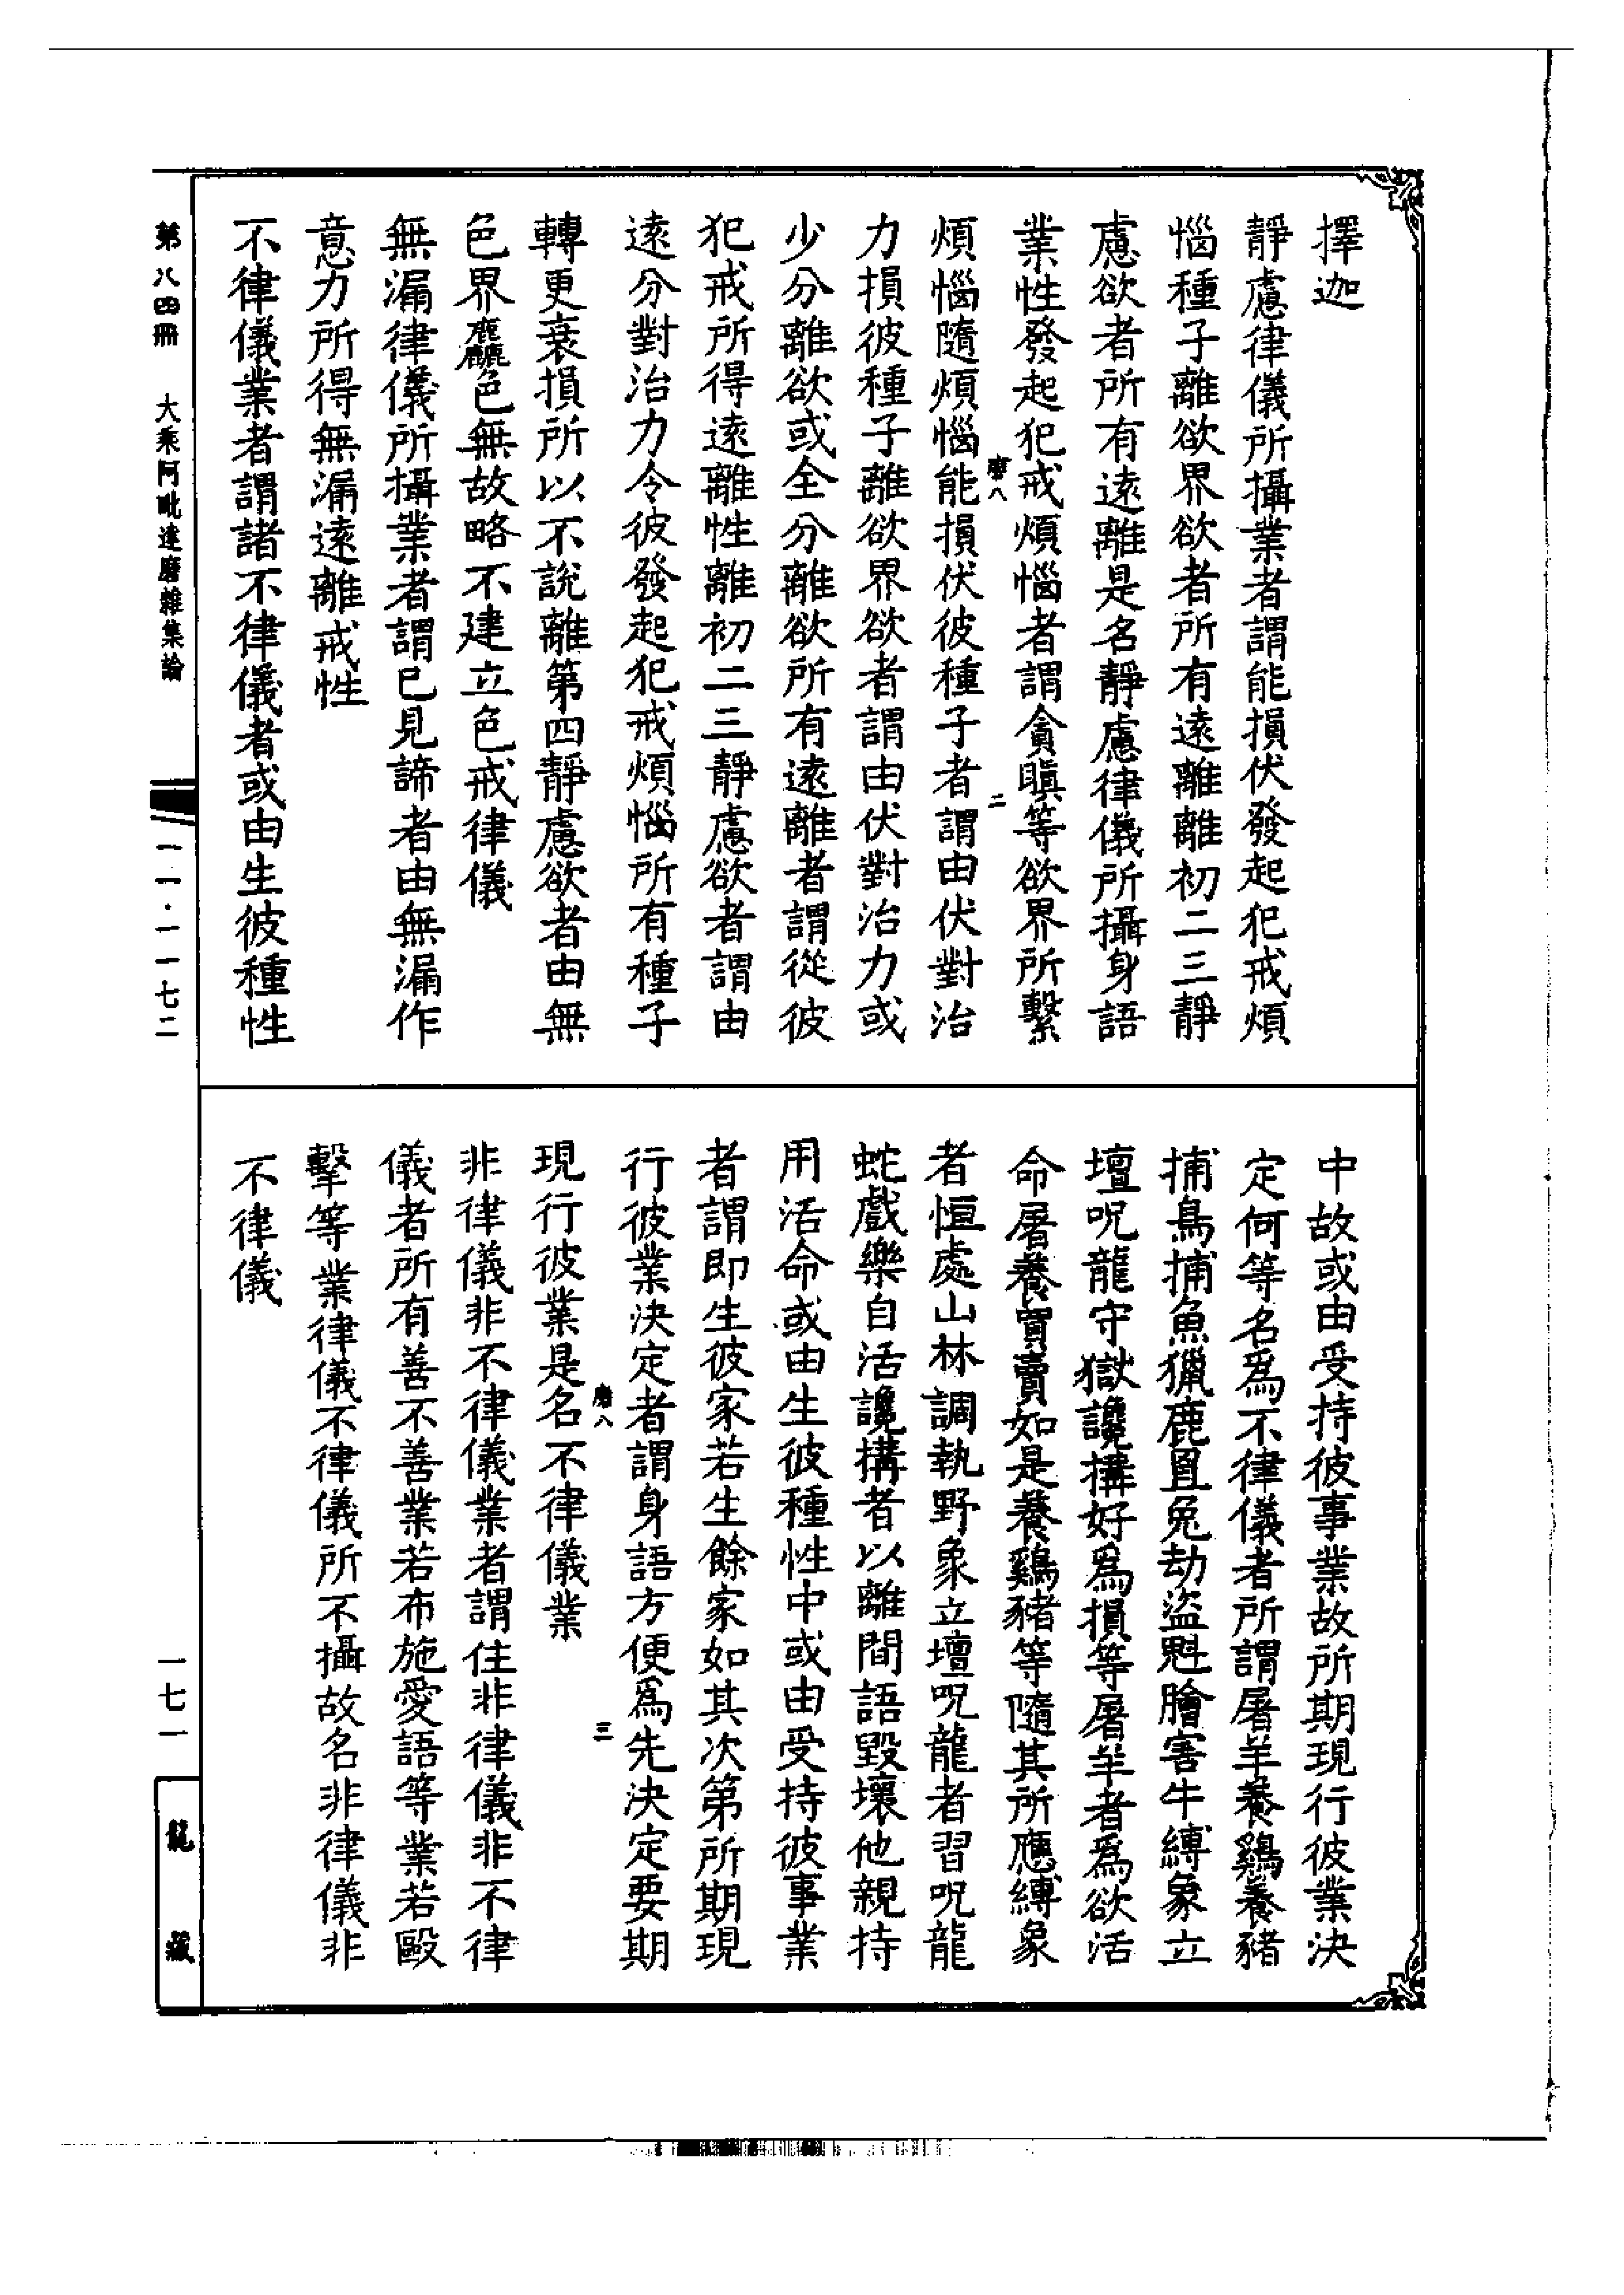 擇迦
靜慮律儀所攝業者謂能損伏發起犯戒煩
惱種子離欲界欲者所有遠離離初二三靜
慮欲者所有遠離是名靜慮律儀所攝身語
業性發起犯戒煩惱者謂貪瞋等欲界所繫
磨八
二
煩惱隨煩惱能損伏彼種子者謂由伏對治
力損彼種子離欲界欲者謂由伏對治力或
少分離欲或全分離欲所有遠離者謂從彼
犯戒所得遠離性離初二三靜慮欲者謂由
遠分對治力令彼發起犯戒煩惱所有種子
轉更衰損所以不說離第四靜慮欲者由無
色界麤色無故略不建立色戒律儀
無漏律儀所攝業者謂已見諦者由無漏作
意力所得無漏遠離戒性
不律儀業者謂諸不律儀者或由生彼種性
中故或由受持彼事業故所期現行彼業決
定何等名爲不律儀者所謂屠羊養鷄養豬
捕鳥捕魚獵鹿罝兔劫盜魁膾害牛縛象立
壇呪龍守獄讒搆好爲損等屠羊者爲欲活
命屠養買賣如是養鷄豬等隨其所應縛象
者恒處山林調執野象立壇呪龍者習呪龍
蛇戲樂自活讒搆者以離間語毀壞他親持
用活命或由生彼種性中或由受持彼事業
者謂即生彼家若生餘家如其次第所期現
行彼業決定者謂身語方便爲先決定要期
磨八
三
現行彼業是名不律儀業
非律儀非不律儀業者謂住非律儀非不律
儀者所有善不善業若布施愛語等業若毆
擊等業律儀不律儀所不攝故名非律儀非
不律儀
第八四冊 大乘阿毗達磨雜集論
一一·一一七二
一七一
龍藏